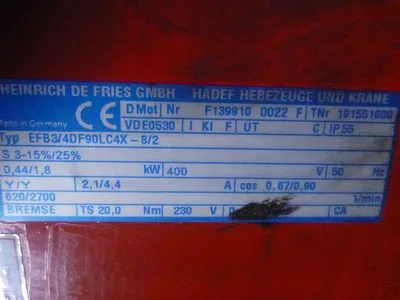 HEINRICH DE FRIES GMBH HADEF HEBEZEUGE UND KRANE
Made in Germany CE D Mot Nr F139910 0022 F TNr 191551600
VDE0530 I Kl F UT C IP55
Typ EFB3/4DF90LC4X-8/2
S 3-15%/25%
0,44/1,8 kW 400 V 50 Hz
Y/Y 2,1/4,4 A cos 0,67/0,90
620/2700 1/min
BREMSE TS 20,0 Nm 230 V CA